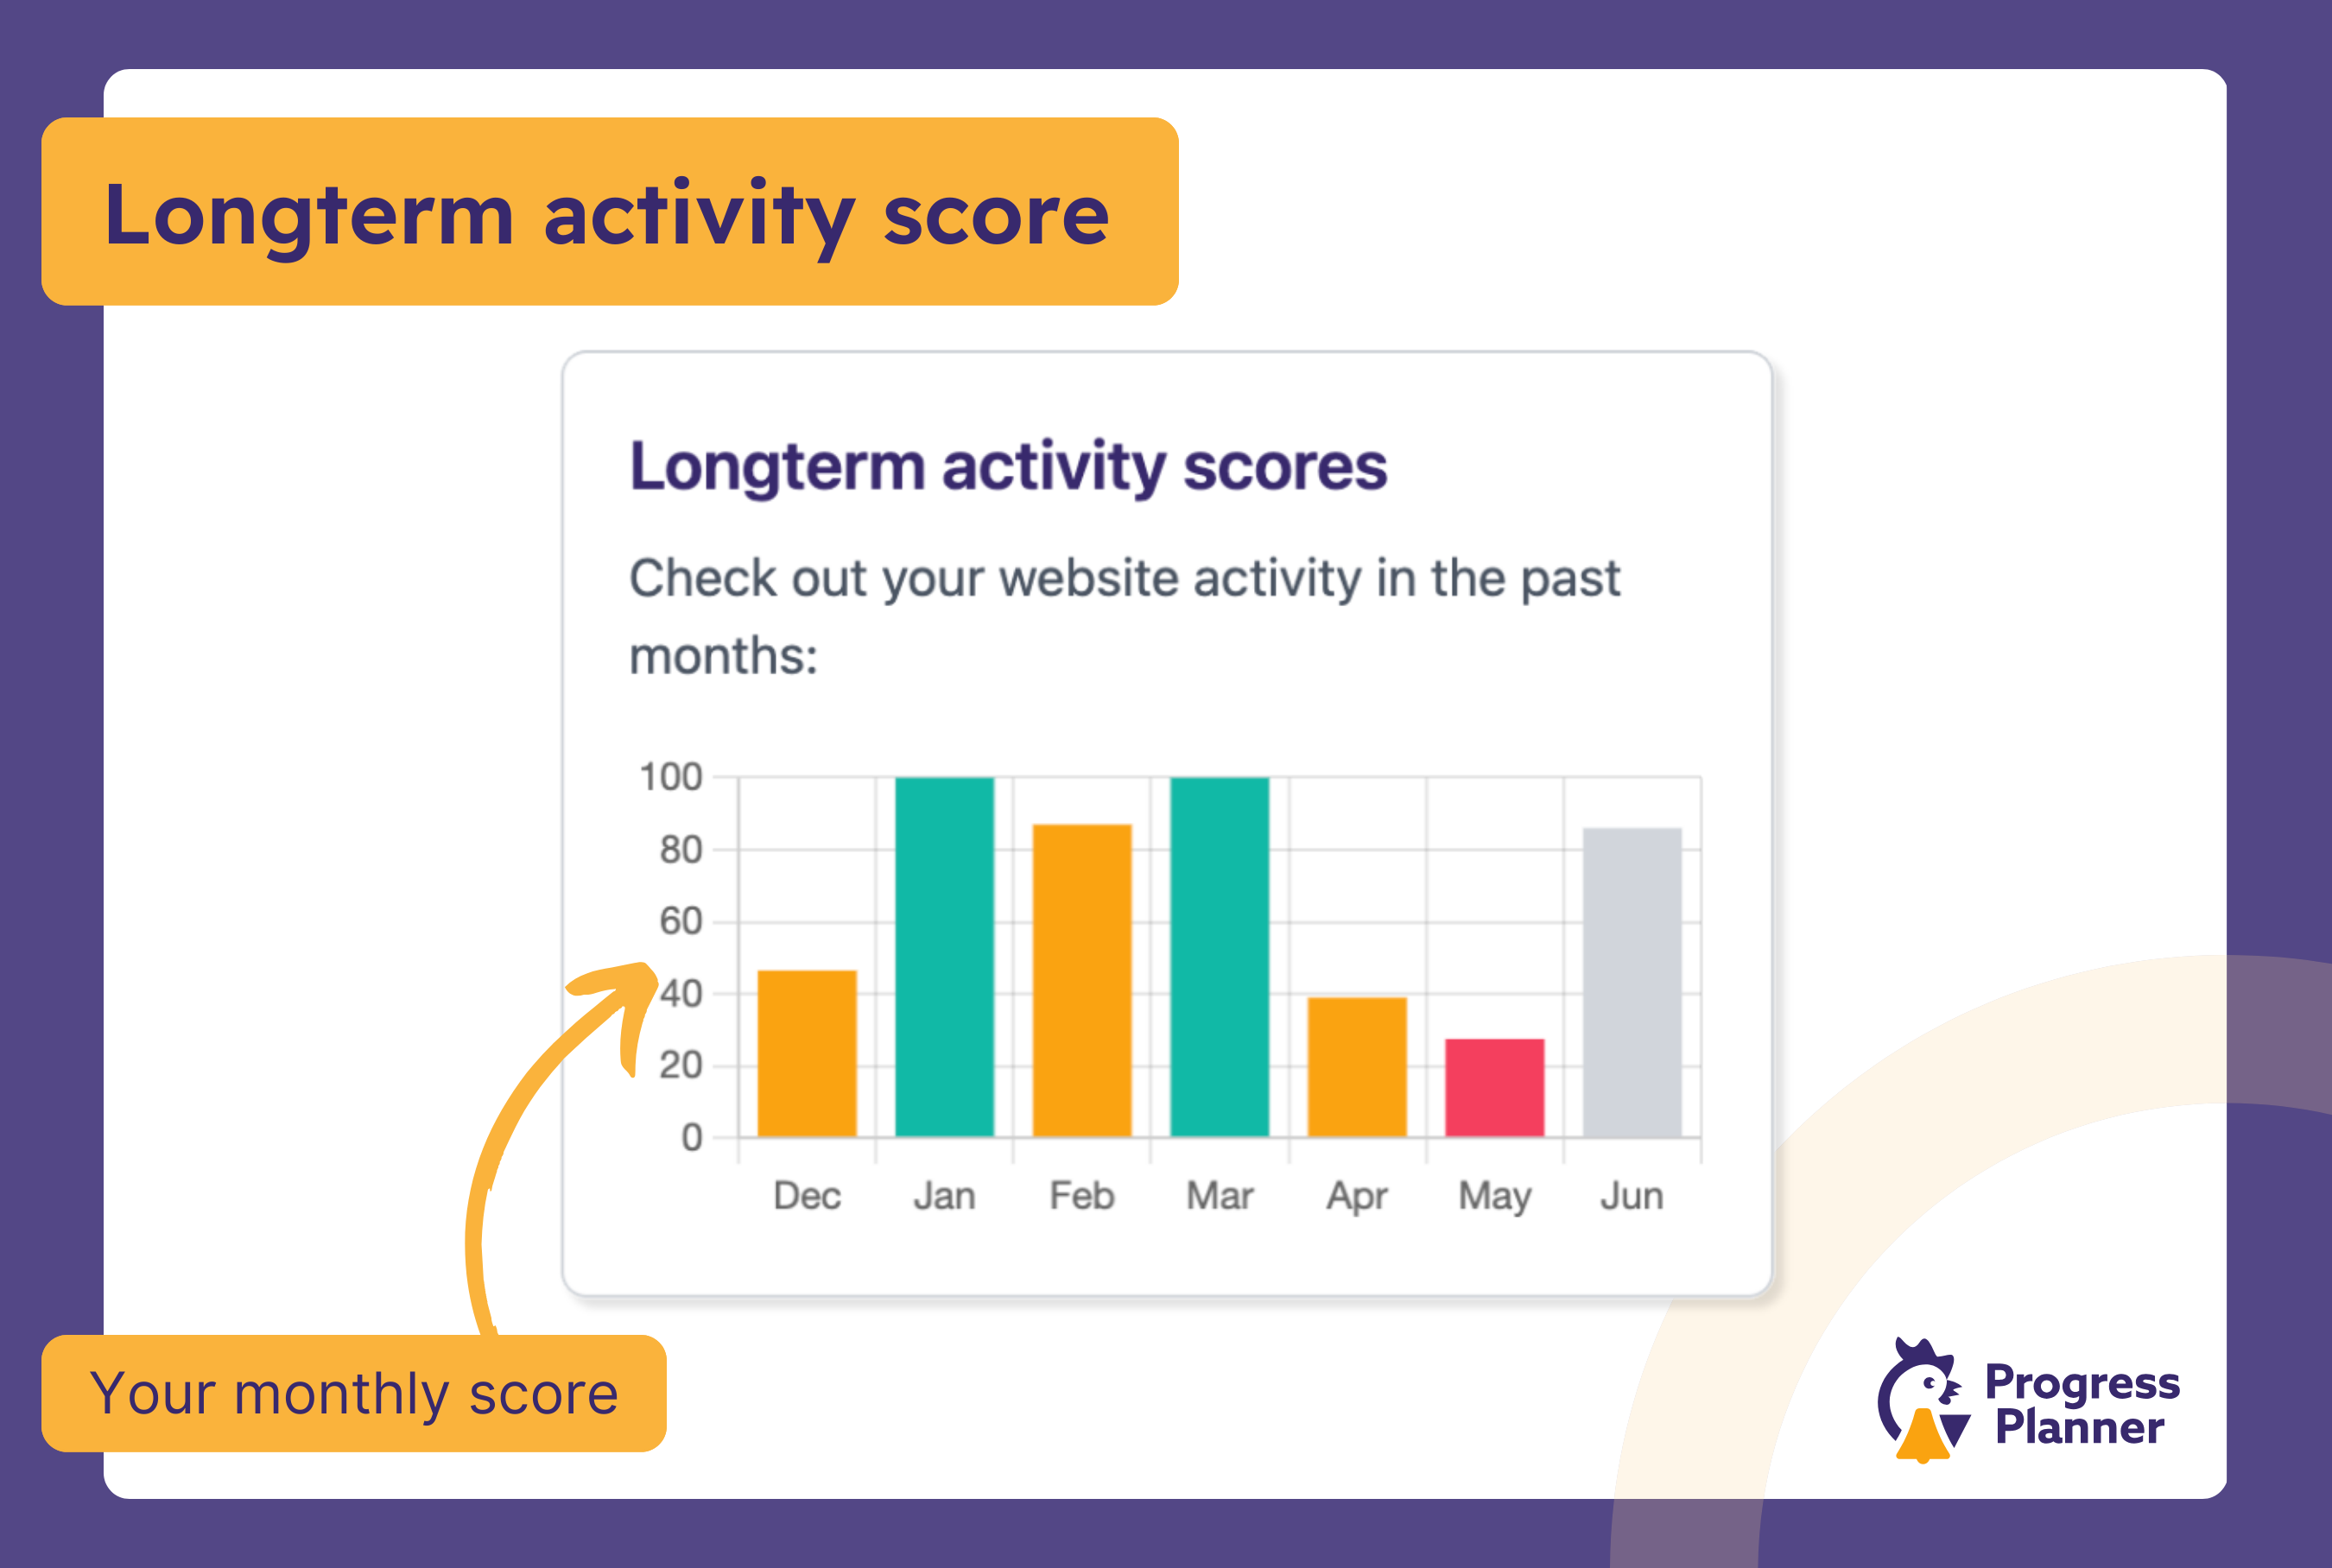 Longterm activity score
Longterm activity scores
Check out your website activity in the past
months:
100
80
60
40
20
0
Dec Jan Feb Mar Apr May Jun
Your monthly score
Progress
Planner